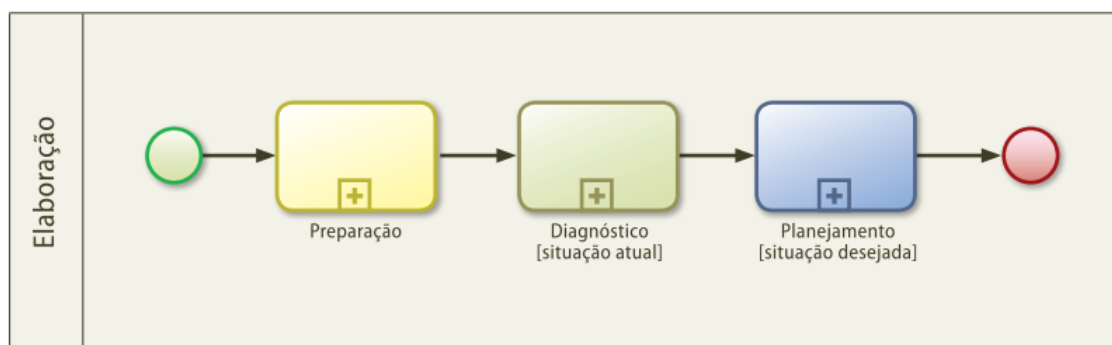 Elaboração
Preparação
Diagnóstico
[situação atual]
Planejamento
[situação desejada]